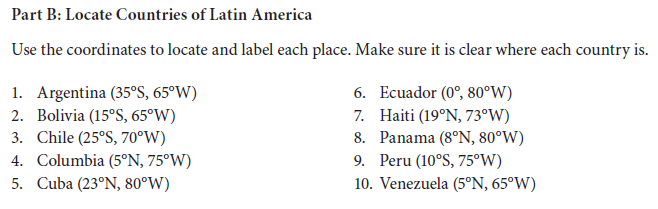 Part B: Locate Countries of Latin America
Use the coordinates to locate and label each place. Make sure it is clear where each country is.
1. Argentina (35°S, 65°W)
2. Bolivia (15°S, 65°W)
3. Chile (25°S, 70°W)
4. Columbia (5°N, 75°W)
5. Cuba (23°N, 80°W)
6. Ecuador (0°, 80°W)
7. Haiti (19°N, 73°W)
8. Panama (8°N, 80°W)
9. Peru (10°S, 75°W)
10. Venezuela (5°N, 65°W)